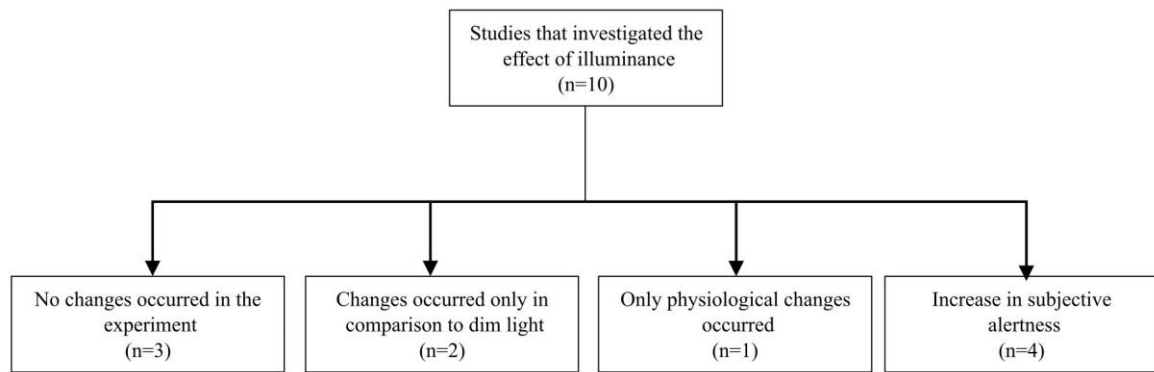 Studies that investigated the
effect of illuminance
(n=10)
No changes occurred in the
experiment
(n=3)
Changes occurred only in
comparison to dim light
(n=2)
Only physiological changes
occurred
(n=1)
Increase in subjective
alertness
(n=4)